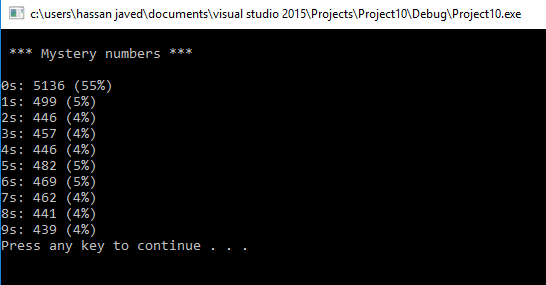 c:\users\hassan javed\documents\visual studio 2015\Projects\Project10\Debug\Project10.exe
*** Mystery numbers ***
0s: 5136 (55%)
1s: 499 (5%)
2s: 446 (4%)
3s: 457 (4%)
4s: 446 (4%)
5s: 482 (5%)
6s: 469 (5%)
7s: 462 (4%)
8s: 441 (4%)
9s: 439 (4%)
Press any key to continue . . .